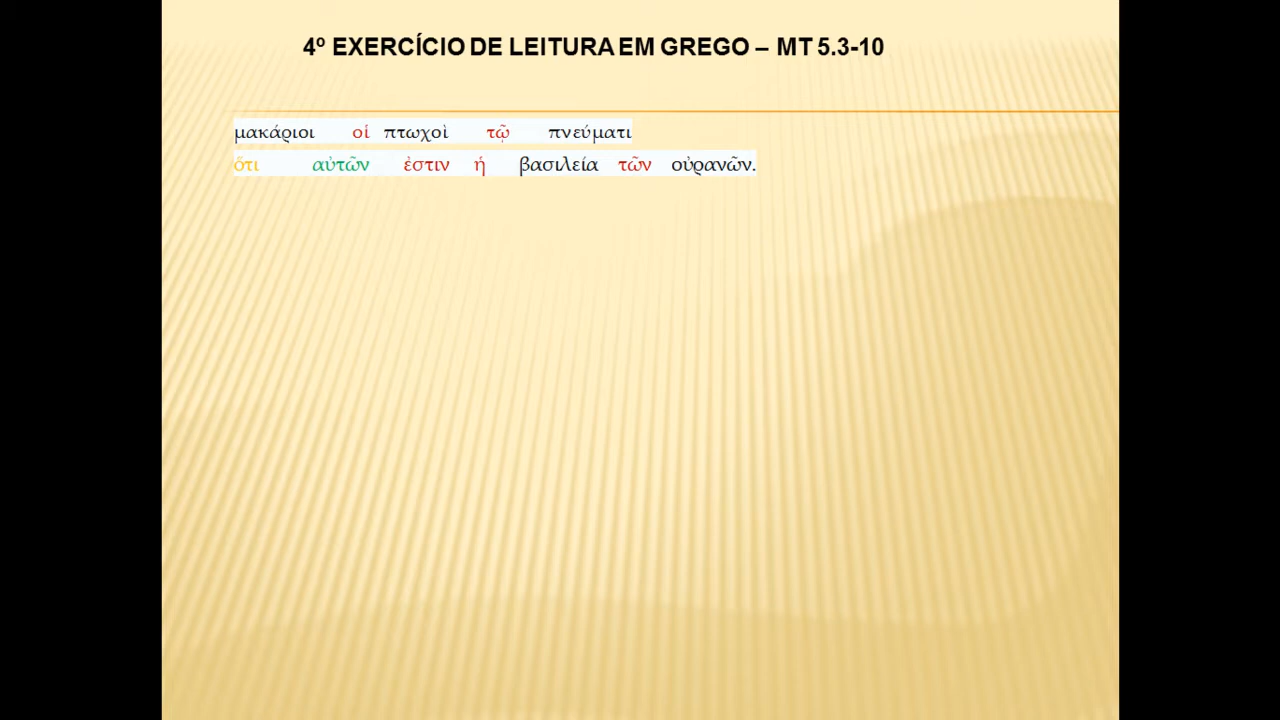 4º EXERCÍCIO DE LEITURA EM GREGO – MT 5.3-10
μακάριοι οἱ πτωχοὶ τῷ πνεύματι
ὅτι αὐτῶν ἐστιν ἡ βασιλεία τῶν οὐρανῶν.